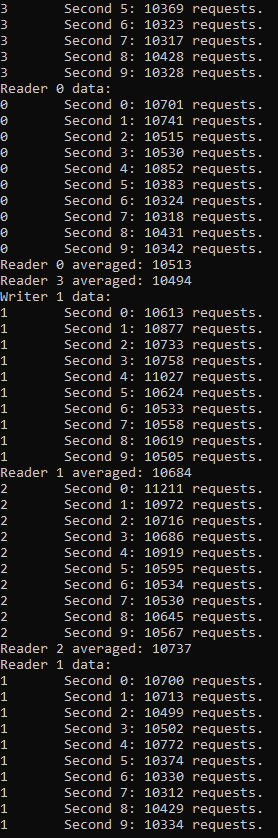 3 Second 5: 10369 requests.
3 Second 6: 10323 requests.
3 Second 7: 10317 requests.
3 Second 8: 10428 requests.
3 Second 9: 10328 requests.
Reader 0 data:
0 Second 0: 10701 requests.
0 Second 1: 10741 requests.
0 Second 2: 10515 requests.
0 Second 3: 10530 requests.
0 Second 4: 10852 requests.
0 Second 5: 10383 requests.
0 Second 6: 10324 requests.
0 Second 7: 10318 requests.
0 Second 8: 10431 requests.
0 Second 9: 10342 requests.
Reader 0 averaged: 10513
Reader 3 averaged: 10494
Writer 1 data:
1 Second 0: 10613 requests.
1 Second 1: 10877 requests.
1 Second 2: 10733 requests.
1 Second 3: 10758 requests.
1 Second 4: 11027 requests.
1 Second 5: 10624 requests.
1 Second 6: 10533 requests.
1 Second 7: 10558 requests.
1 Second 8: 10619 requests.
1 Second 9: 10505 requests.
Reader 1 averaged: 10684
2 Second 0: 11211 requests.
2 Second 1: 10972 requests.
2 Second 2: 10716 requests.
2 Second 3: 10686 requests.
2 Second 4: 10919 requests.
2 Second 5: 10595 requests.
2 Second 6: 10534 requests.
2 Second 7: 10530 requests.
2 Second 8: 10645 requests.
2 Second 9: 10567 requests.
Reader 2 averaged: 10737
Reader 1 data:
1 Second 0: 10700 requests.
1 Second 1: 10713 requests.
1 Second 2: 10499 requests.
1 Second 3: 10502 requests.
1 Second 4: 10772 requests.
1 Second 5: 10374 requests.
1 Second 6: 10330 requests.
1 Second 7: 10312 requests.
1 Second 8: 10429 requests.
1 Second 9: 10334 requests.